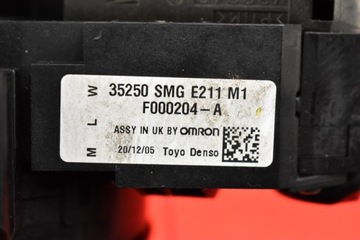 35250 SMG E211 M1
F000204-A
ASSY IN UK BY OMRON
20/12/05 Toyo Denso
M L W